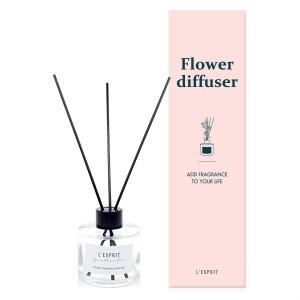 Flower
diffuser
ADD FRAGRANCE
TO YOUR LIFE
L'ESPRIT
L'ESPRIT